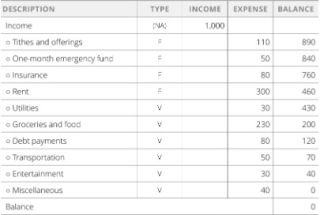 DESCRIPTION TYPE INCOME EXPENSE BALANCE
Income (NA) 1,000
o Tithes and offerings F 110 890
o One-month emergency fund F 50 840
o Insurance F 80 760
o Rent F 300 460
o Utilities V 30 430
o Groceries and food V 230 200
o Debt payments V 80 120
o Transportation V 50 70
o Entertainment V 30 40
o Miscellaneous V 40 0
Balance 0